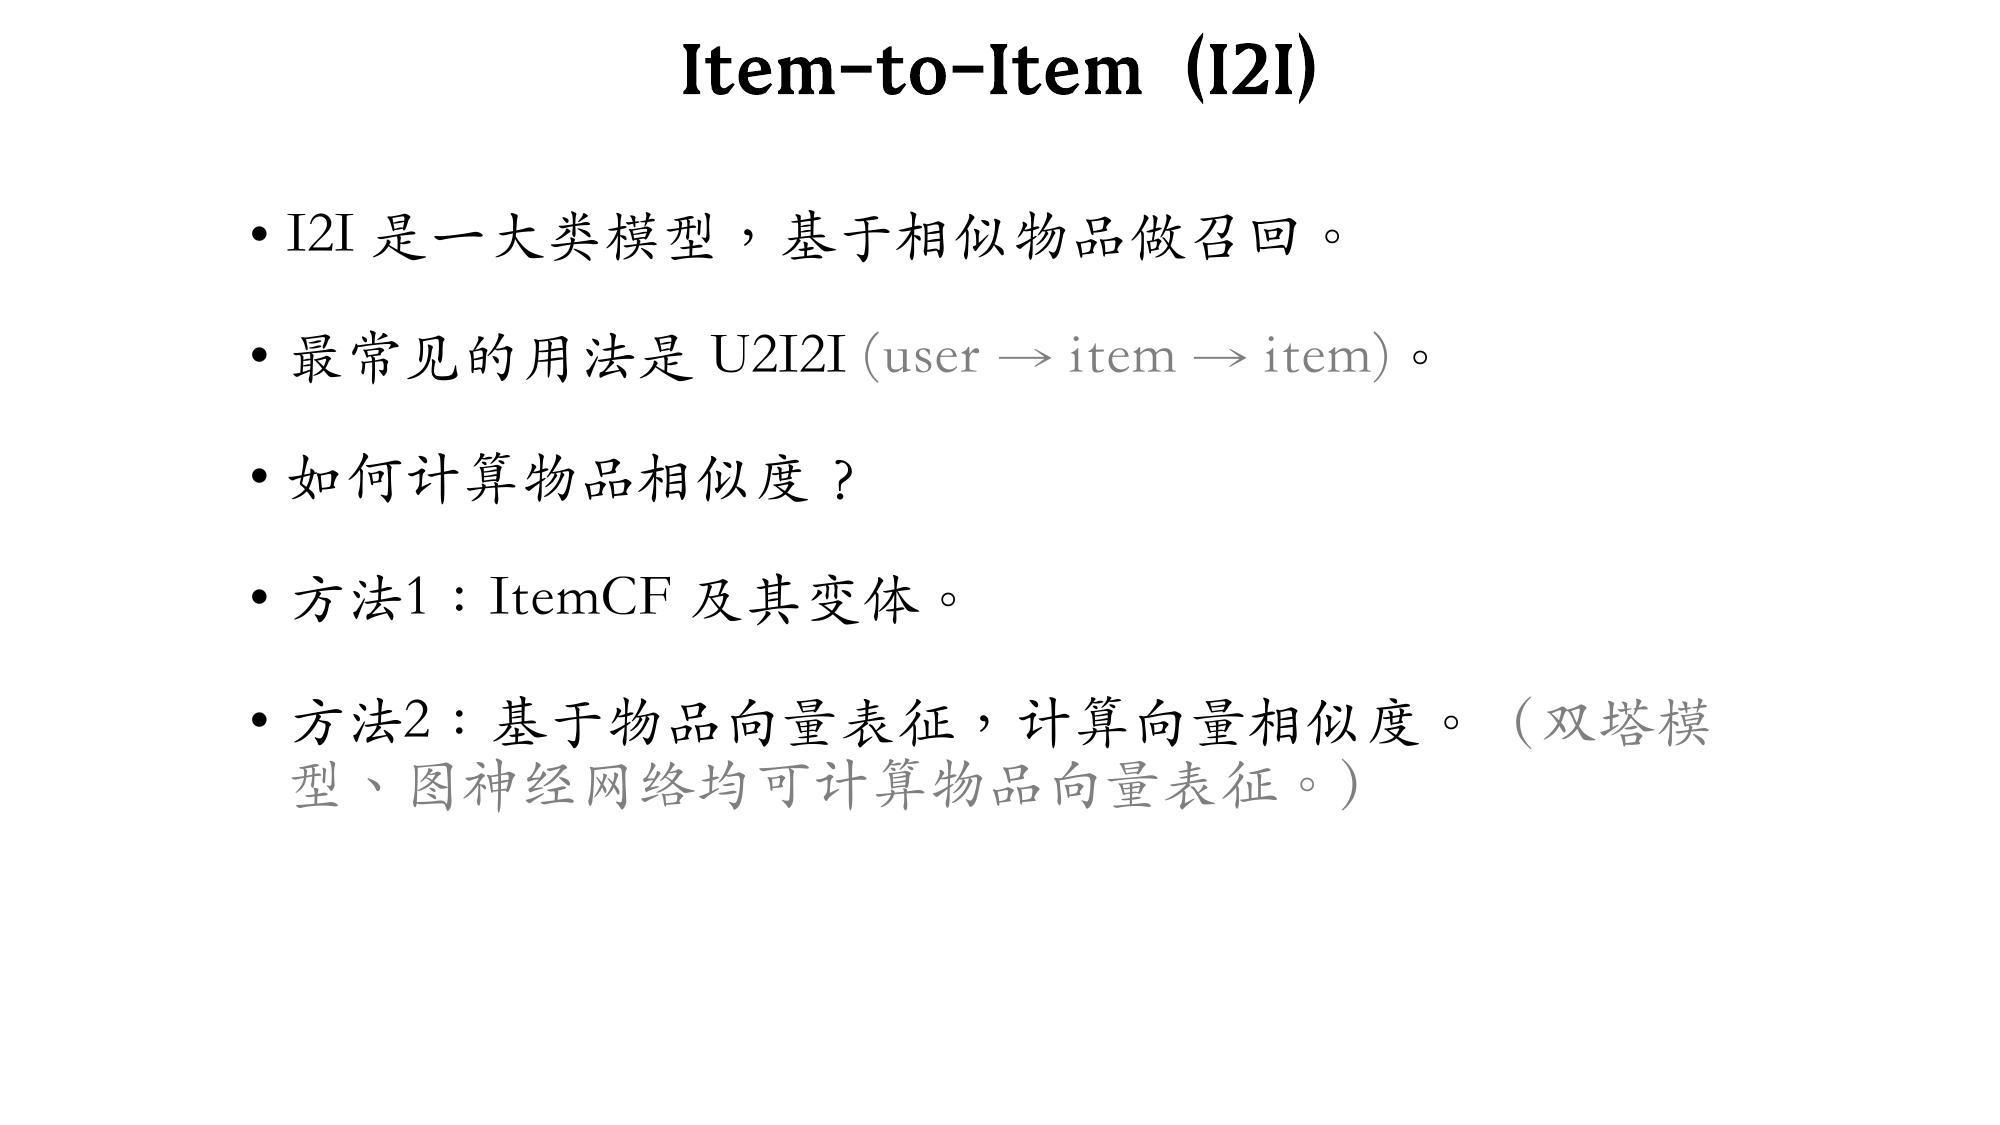 Item-to-Item (I2I)
• I2I 是一大类模型，基于相似物品做召回。
• 最常见的用法是 U2I2I (user → item → item)。
• 如何计算物品相似度？
• 方法1：ItemCF 及其变体。
• 方法2：基于物品向量表征，计算向量相似度。（双塔模
型、图神经网络均可计算物品向量表征。）